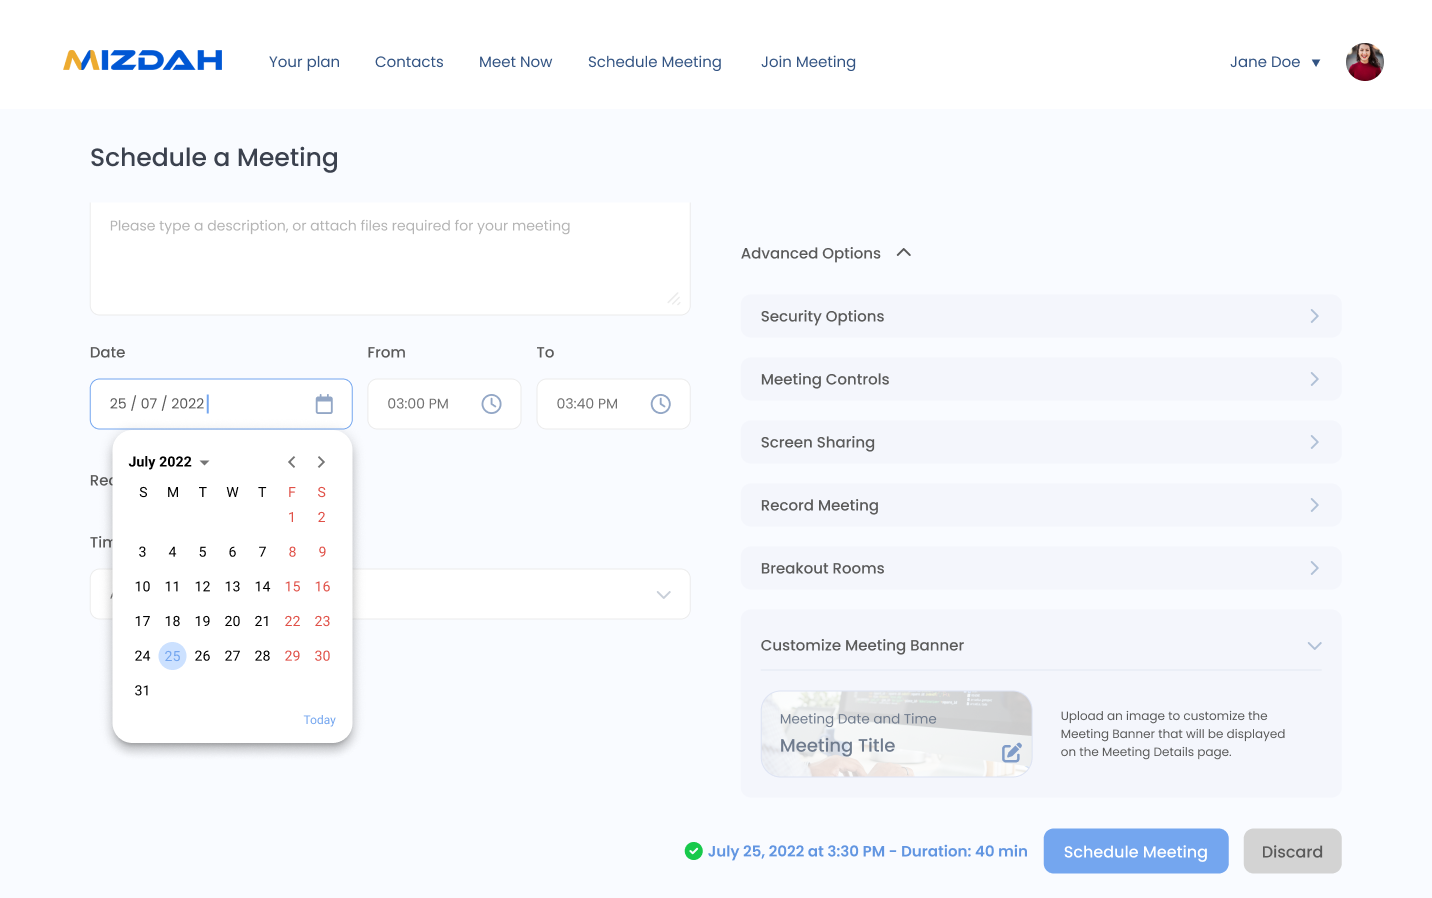 MIZDAH
Your plan
Contacts
Meet Now
Schedule Meeting
Join Meeting
Jane Doe
Schedule a Meeting
Please type a description, or attach files required for your meeting
Date
From
To
25 / 07 / 2022
03:00 PM
03:40 PM
July 2022
S M T W T F S
1 2
3 4 5 6 7 8 9
10 11 12 13 14 15 16
17 18 19 20 21 22 23
24 25 26 27 28 29 30
31
Today
Advanced Options
Security Options
Meeting Controls
Screen Sharing
Record Meeting
Breakout Rooms
Customize Meeting Banner
Meeting Date and Time
Meeting Title
Upload an image to customize the
Meeting Banner that will be displayed
on the Meeting Details page.
July 25, 2022 at 3:30 PM - Duration: 40 min
Schedule Meeting
Discard